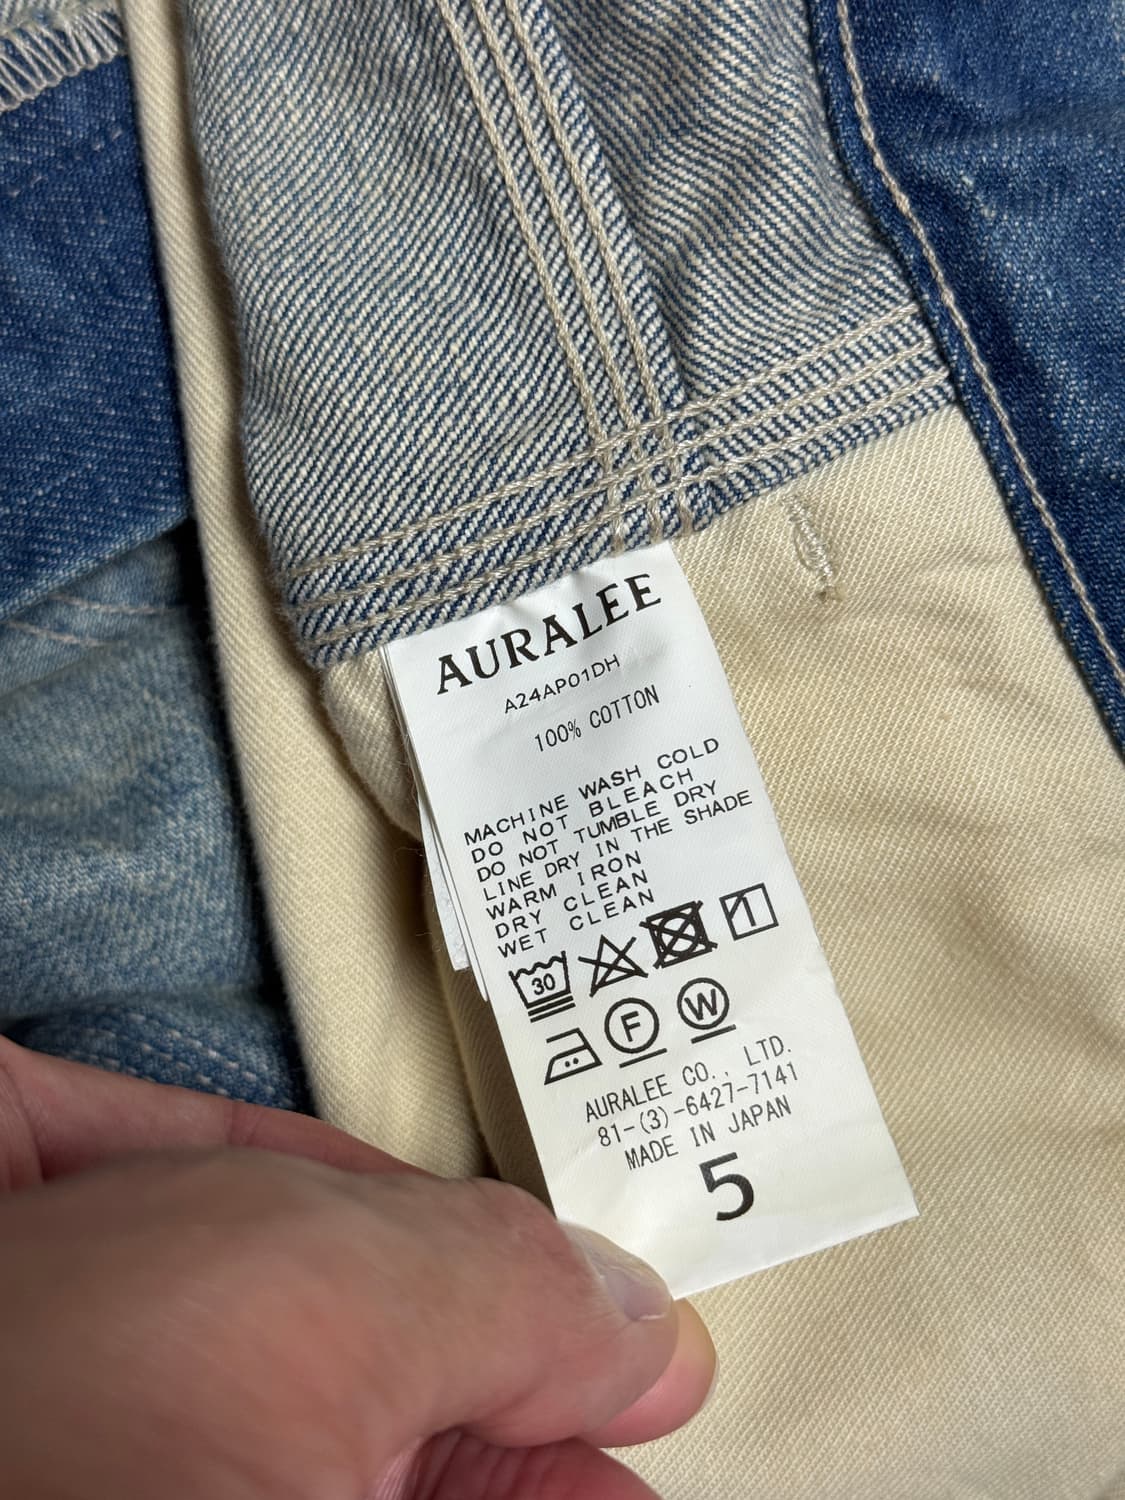 AURALEE
A24AP01DH
100% COTTON
MACHINE WASH COLD
DO NOT BLEACH
DO NOT TUMBLE DRY
LINE DRY IN THE SHADE
WARM IRON
DRY CLEAN
WET CLEAN
30
F W
AURALEE CO., LTD.
81-(3)-6427-7141
MADE IN JAPAN
5